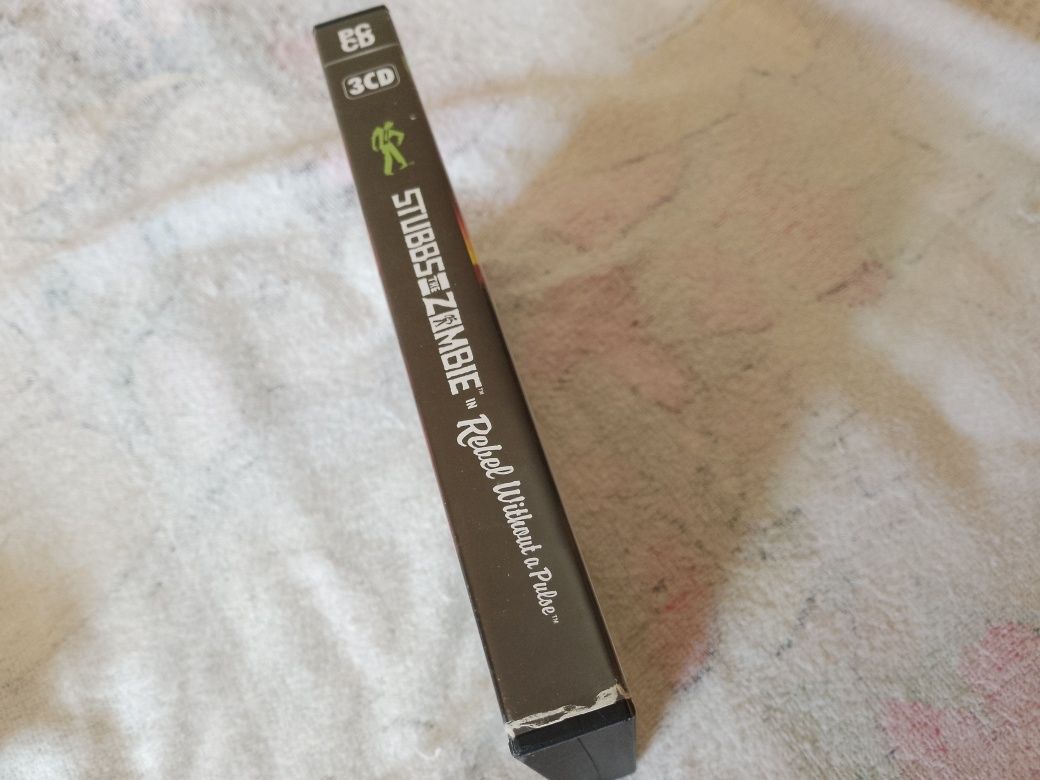 PC
CD
3CD
STUBBS THE ZOMBIE™ IN Rebel Without a Pulse™